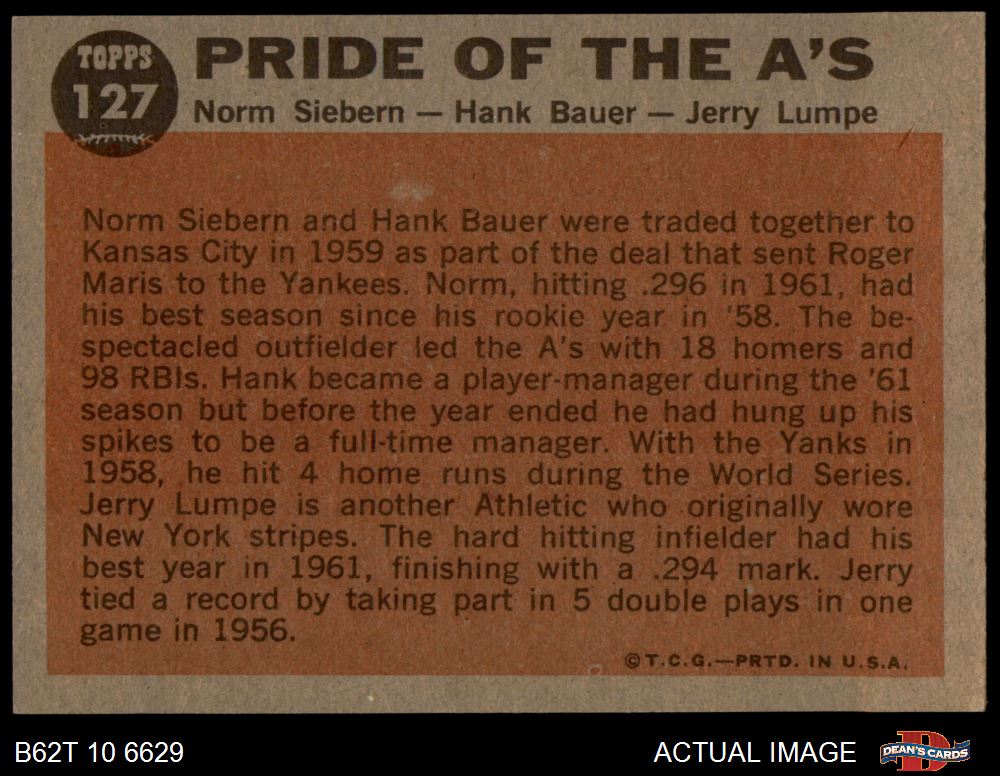 TOPPS
127
PRIDE OF THE A'S
Norm Siebern — Hank Bauer — Jerry Lumpe
Norm Siebern and Hank Bauer were traded together to
Kansas City in 1959 as part of the deal that sent Roger
Maris to the Yankees. Norm, hitting .296 in 1961, had
his best season since his rookie year in '58. The be-
spectacled outfielder led the A's with 18 homers and
98 RBIs. Hank became a player-manager during the '61
season but before the year ended he had hung up his
spikes to be a full-time manager. With the Yanks in
1958, he hit 4 home runs during the World Series.
Jerry Lumpe is another Athletic who originally wore
New York stripes. The hard hitting infielder had his
best year in 1961, finishing with a .294 mark. Jerry
tied a record by taking part in 5 double plays in one
game in 1956.
©T.C.G.—PRTD. IN U.S.A.
B62T 10 6629
ACTUAL IMAGE
D
DEAN'S CARDS